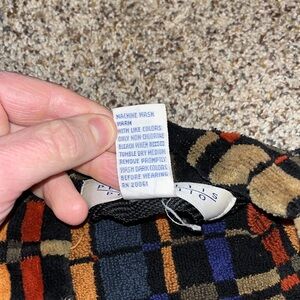 MACHINE WASH
WARM
WITH LIKE COLORS
ONLY NON-CHLORINE
BLEACH WHEN NEEDED
TUMBLE DRY MEDIUM
REMOVE PROMPTLY
WASH DARK COLORS
BEFORE WEARING
RN 20061